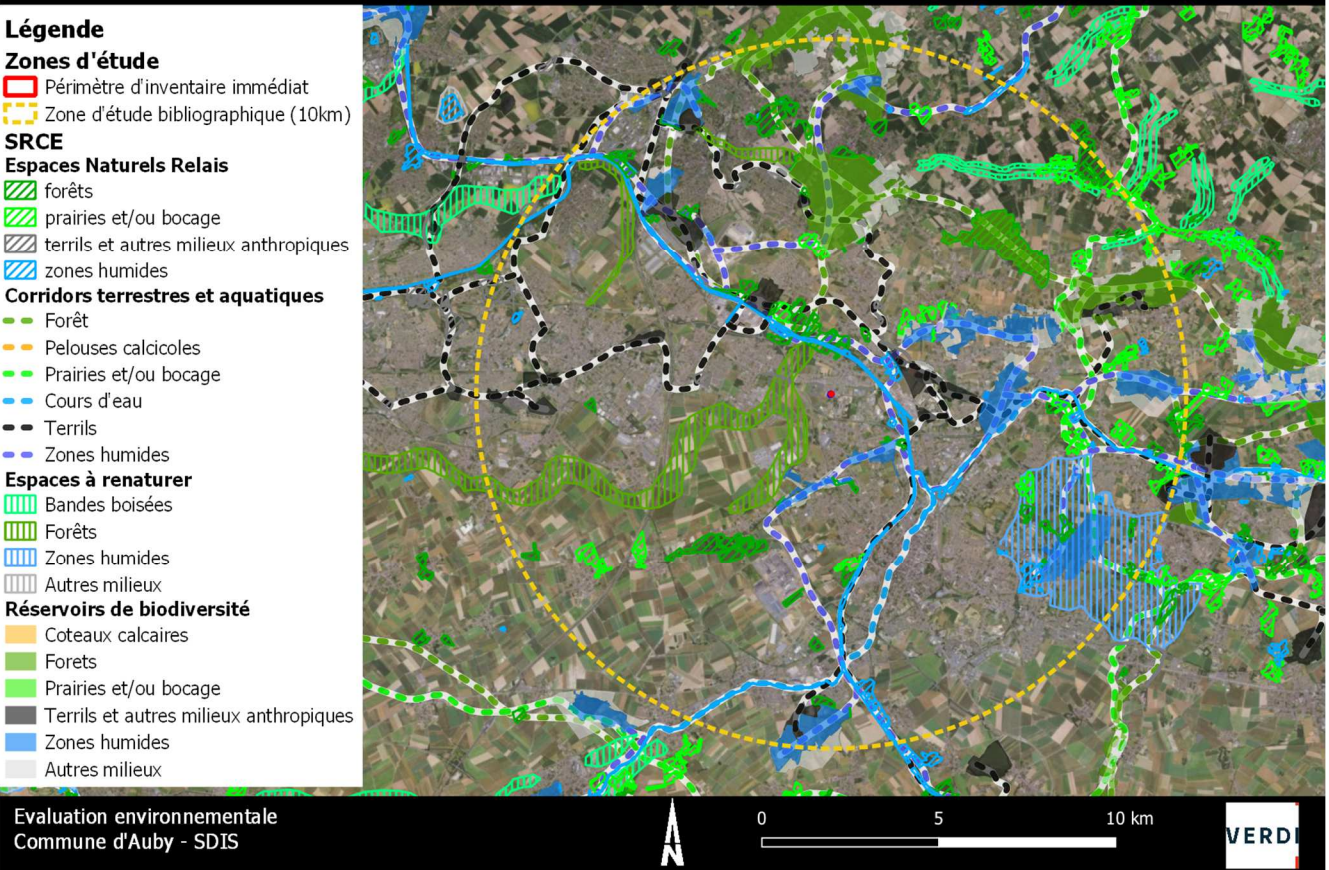 Légende
Zones d'étude
Périmètre d'inventaire immédiat
Zone d'étude bibliographique (10km)
SRCE
Espaces Naturels Relais
forêts
prairies et/ou bocage
terrils et autres milieux anthropiques
zones humides
Corridors terrestres et aquatiques
Forêt
Pelouses calcicoles
Prairies et/ou bocage
Cours d'eau
Terrils
Zones humides
Espaces à renaturer
Bandes boisées
Forêts
Zones humides
Autres milieux
Réservoirs de biodiversité
Coteaux calcaires
Forets
Prairies et/ou bocage
Terrils et autres milieux anthropiques
Zones humides
Autres milieux
Evaluation environnementale
Commune d'Auby - SDIS
N
0 5 10 km
VERDI